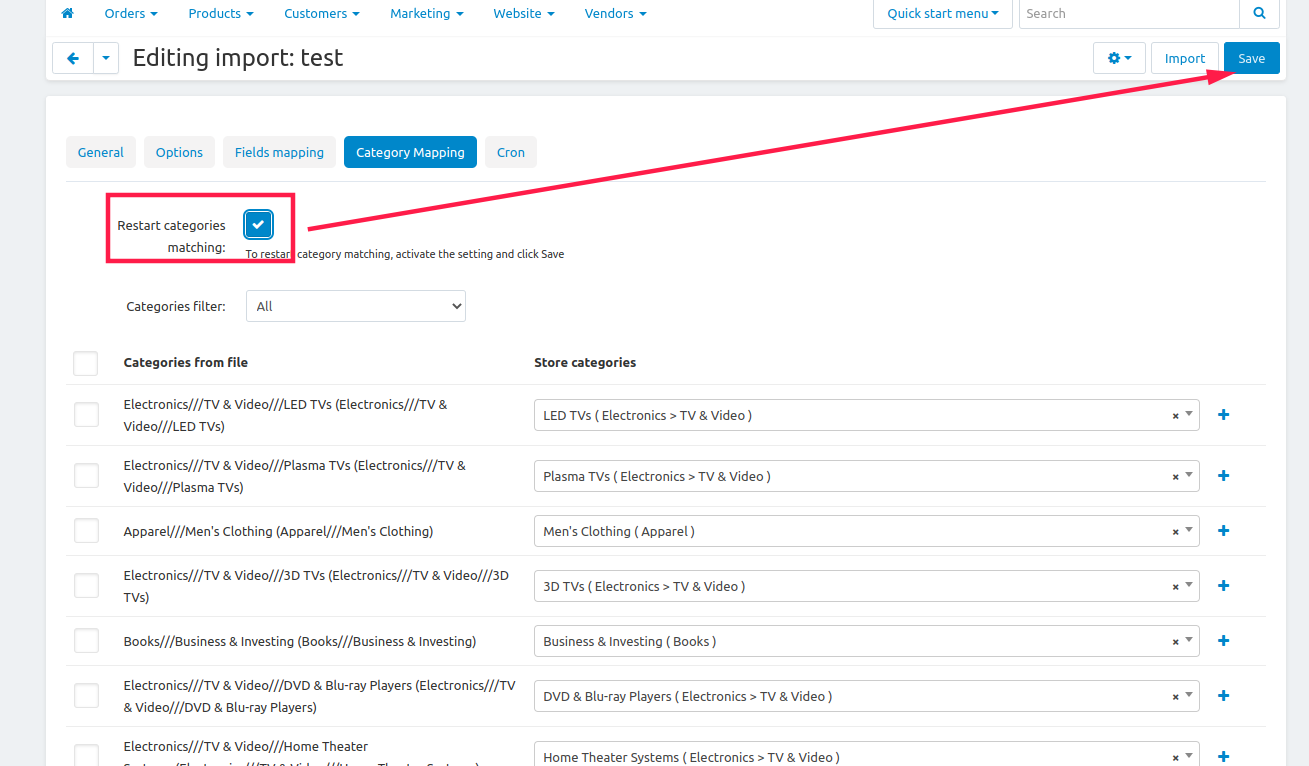 Orders Products Customers Marketing Website Vendors Quick start menu Search
Editing import: test Import Save
General Options Fields mapping Category Mapping Cron
Restart categories
matching:
To restart category matching, activate the setting and click Save
Categories filter: All
Categories from file Store categories
Electronics///TV & Video///LED TVs (Electronics///TV &
Video///LED TVs)
LED TVs ( Electronics > TV & Video )
Electronics///TV & Video///Plasma TVs (Electronics///TV &
Video///Plasma TVs)
Plasma TVs ( Electronics > TV & Video )
Apparel///Men's Clothing (Apparel///Men's Clothing) Men's Clothing ( Apparel )
Electronics///TV & Video///3D TVs (Electronics///TV & Video///3D
TVs)
3D TVs ( Electronics > TV & Video )
Books///Business & Investing (Books///Business & Investing) Business & Investing ( Books )
Electronics///TV & Video///DVD & Blu-ray Players (Electronics///TV
& Video///DVD & Blu-ray Players)
DVD & Blu-ray Players ( Electronics > TV & Video )
Electronics///TV & Video///Home Theater
Home Theater Systems ( Electronics > TV & Video )